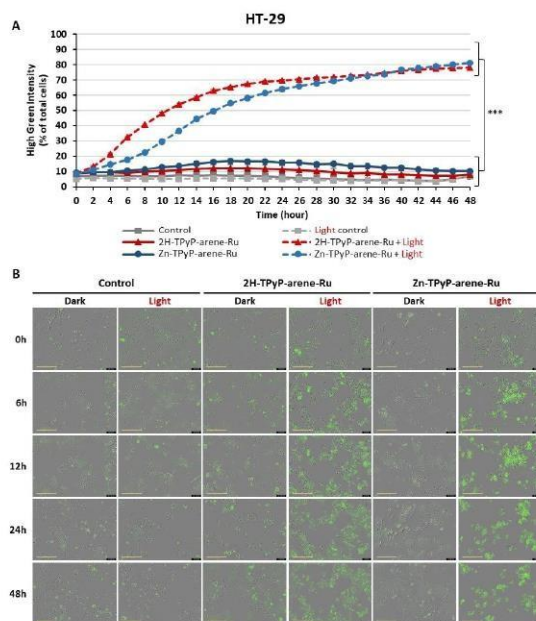 HT-29
A
High Green Intensity
(% of total cells)
100
90
80
70
60
50
40
30
20
10
0
0 2 4 6 8 10 12 14 16 18 20 22 24 26 28 30 32 34 36 38 40 42 44 46 48
***
Time (hour)
Control
Light control
2H-TPyP-arene-Ru
2H-TPyP-arene-Ru + Light
Zn-TPyP-arene-Ru
Zn-TPyP-arene-Ru + Light
B
Control 2H-TPyP-arene-Ru Zn-TPyP-arene-Ru
Dark Light Dark Light Dark Light
0h
6h
12h
24h
48h